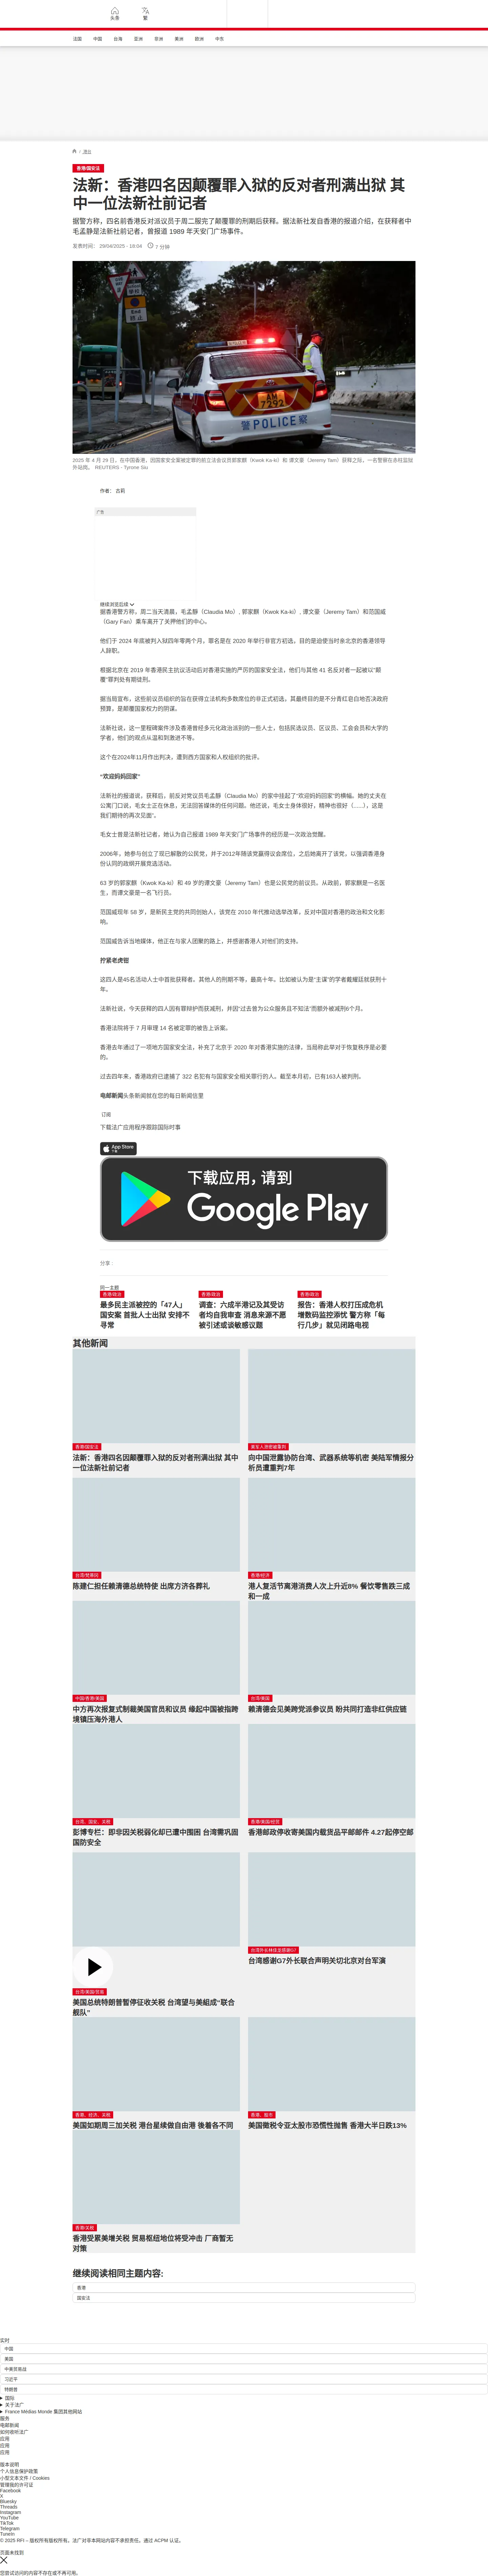 头条
繁
法国
中国
台海
亚洲
非洲
美洲
欧洲
中东
/ 港台
香港/国安法
法新：香港四名因颠覆罪入狱的反对者刑满出狱 其
中一位法新社前记者
据警方称，四名前香港反对派议员于周二服完了颠覆罪的刑期后获释。据法新社发自香港的报道介绍，在获释者中
毛孟静是法新社前记者，曾报道 1989 年天安门广场事件。
发表时间： 29/04/2025 - 18:04
7 分钟
2025 年 4 月 29 日，在中国香港，因国家安全案被定罪的前立法会议员郭家麒（Kwok Ka-ki）和 谭文豪（Jeremy Tam）获释之际，一名警察在赤柱监狱
外站岗。 REUTERS - Tyrone Siu
作者： 古莉
广告
继续浏览后续
据香港警方称，周二当天清晨，毛孟静（Claudia Mo）, 郭家麒（Kwok Ka-ki）, 谭文豪（Jeremy Tam）和范国威
（Gary Fan）乘车离开了关押他们的中心。
他们于 2024 年底被判入狱四年零两个月，罪名是在 2020 年举行非官方初选，目的是迫使当时亲北京的香港领导
人辞职。
根据北京在 2019 年香港民主抗议活动后对香港实施的严厉的国家安全法，他们与其他 41 名反对者一起被以“颠
覆”罪判处有期徒刑。
据当局宣布，这些前议员组织的旨在获得立法机构多数席位的非正式初选，其最终目的是不分青红皂白地否决政府
预算，是颠覆国家权力的阴谋。
法新社说，这一里程碑案件涉及香港曾经多元化政治派别的一些人士，包括民选议员、区议员、工会会员和大学的
学者，他们的观点从温和到激进不等。
这个在2024年11月作出判决，遭到西方国家和人权组织的批评。
“欢迎妈妈回家”
法新社的报道说，获释后，前反对党议员毛孟静（Claudia Mo）的家中挂起了“欢迎妈妈回家”的横幅。她的丈夫在
公寓门口说，毛女士正在休息，无法回答媒体的任何问题。他还说，毛女士身体很好，精神也很好（......），这是
我们期待的再次见面”。
毛女士曾是法新社记者，她认为自己报道 1989 年天安门广场事件的经历是一次政治觉醒。
2006年，她参与创立了现已解散的公民党，并于2012年随该党赢得议会席位，之后她离开了该党，以强调香港身
份认同的政纲开展竞选活动。
63 岁的郭家麒（Kwok Ka-ki）和 49 岁的谭文豪（Jeremy Tam）也是公民党的前议员。从政前，郭家麒是一名医
生，而谭文豪是一名飞行员。
范国威现年 58 岁，是新民主党的共同创始人，该党在 2010 年代推动选举改革，反对中国对香港的政治和文化影
响。
范国威告诉当地媒体，他正在与家人团聚的路上，并感谢香港人对他们的支持。
拧紧老虎钳
这四人是45名活动人士中首批获释者。其他人的刑期不等，最高十年。比如被认为是“主谋”的学者戴耀廷就获刑十
年。
法新社说，今天获释的四人因有罪辩护而获减刑，并因“过去曾为公众服务且不知法”而额外被减刑6个月。
香港法院将于 7 月审理 14 名被定罪的被告上诉案。
香港去年通过了一项地方国家安全法，补充了北京于 2020 年对香港实施的法律，当局称此举对于恢复秩序是必要
的。
过去四年来，香港政府已逮捕了 322 名犯有与国家安全相关罪行的人。截至本月初，已有163人被判刑。
电邮新闻头条新闻就在您的每日新闻信里
订阅
下载法广应用程序跟踪国际时事
App Store
下载应用，请到
Google Play
分享 :
同一主题
香港/政治
最多民主派被控的「47人」
国安案 首批人士出狱 安排不
寻常
香港/政治
调查：六成半港记及其受访
者均自我审查 消息来源不愿
被引述或谈敏感议题
香港/政治
报告：香港人权打压成危机
增数码监控添忧 警方称「每
行几步」就见闭路电视
其他新闻
香港/国安法
法新：香港四名因颠覆罪入狱的反对者刑满出狱 其中
一位法新社前记者
向中国泄露协防台湾、武器系统等机密 美陆军情报分
析员遭重判7年
台湾/梵蒂冈
陈建仁担任赖清德总统特使 出席方济各葬礼
香港/经济
港人复活节离港消费人次上升近8% 餐饮零售跌三成
和一成
中国/香港/美国
中方再次报复式制裁美国官员和议员 缘起中国被指跨
境镇压海外港人
台湾/美国
赖清德会见美跨党派参议员 盼共同打造非红供应链
台湾、国安、关税
彭博专栏：即非因关税弱化却已遭中围困 台湾需巩固
国防安全
香港/美国/经贸
香港邮政停收寄美国内载货品平邮邮件 4.27起停空邮
台湾/美国/贸易
美国总统特朗普暂停征收关税 台湾望与美組成“联合
舰队”
台湾外长林佳龙感谢G7
台湾感谢G7外长联合声明关切北京对台军演
香港、经济、关税
美国如期周三加关税 港台星续做自由港 後着各不同
香港、股市
美国徵税令亚太股市恐慌性抛售 香港大半日跌13%
香港/关税
香港受累美增关税 贸易枢纽地位将受冲击 厂商暂无
对策
继续阅读相同主题内容:
香港
国安法
实时
中国
美国
中美贸易战
习近平
特朗普
国际
关于法广
France Médias Monde 集团其他网站
服务
电邮新闻
如何收听法广
应用
应用
应用
版本说明
个人信息保护政策
小型文本文件 / Cookies
管理我的许可证
Facebook
X
Bluesky
Threads
Instagram
YouTube
TikTok
Telegram
TuneIn
© 2025 RFI – 版权所有版权所有。法广对非本网站内容不承担责任。通过 ACPM 认证。
页面未找到
您尝试访问的内容不存在或不再可用。